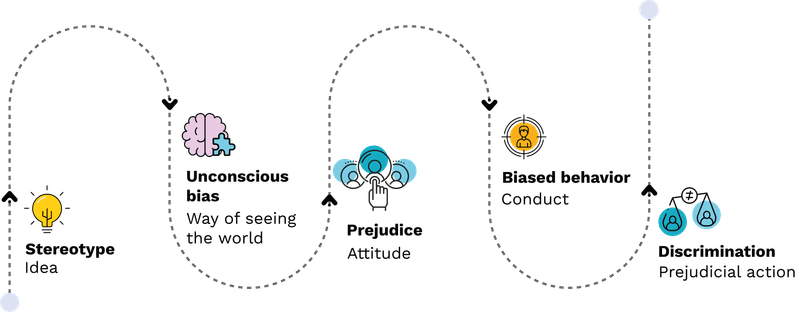 Stereotype
Idea
Unconscious
bias
Way of seeing
the world
Prejudice
Attitude
Biased behavior
Conduct
≠
Discrimination
Prejudicial action